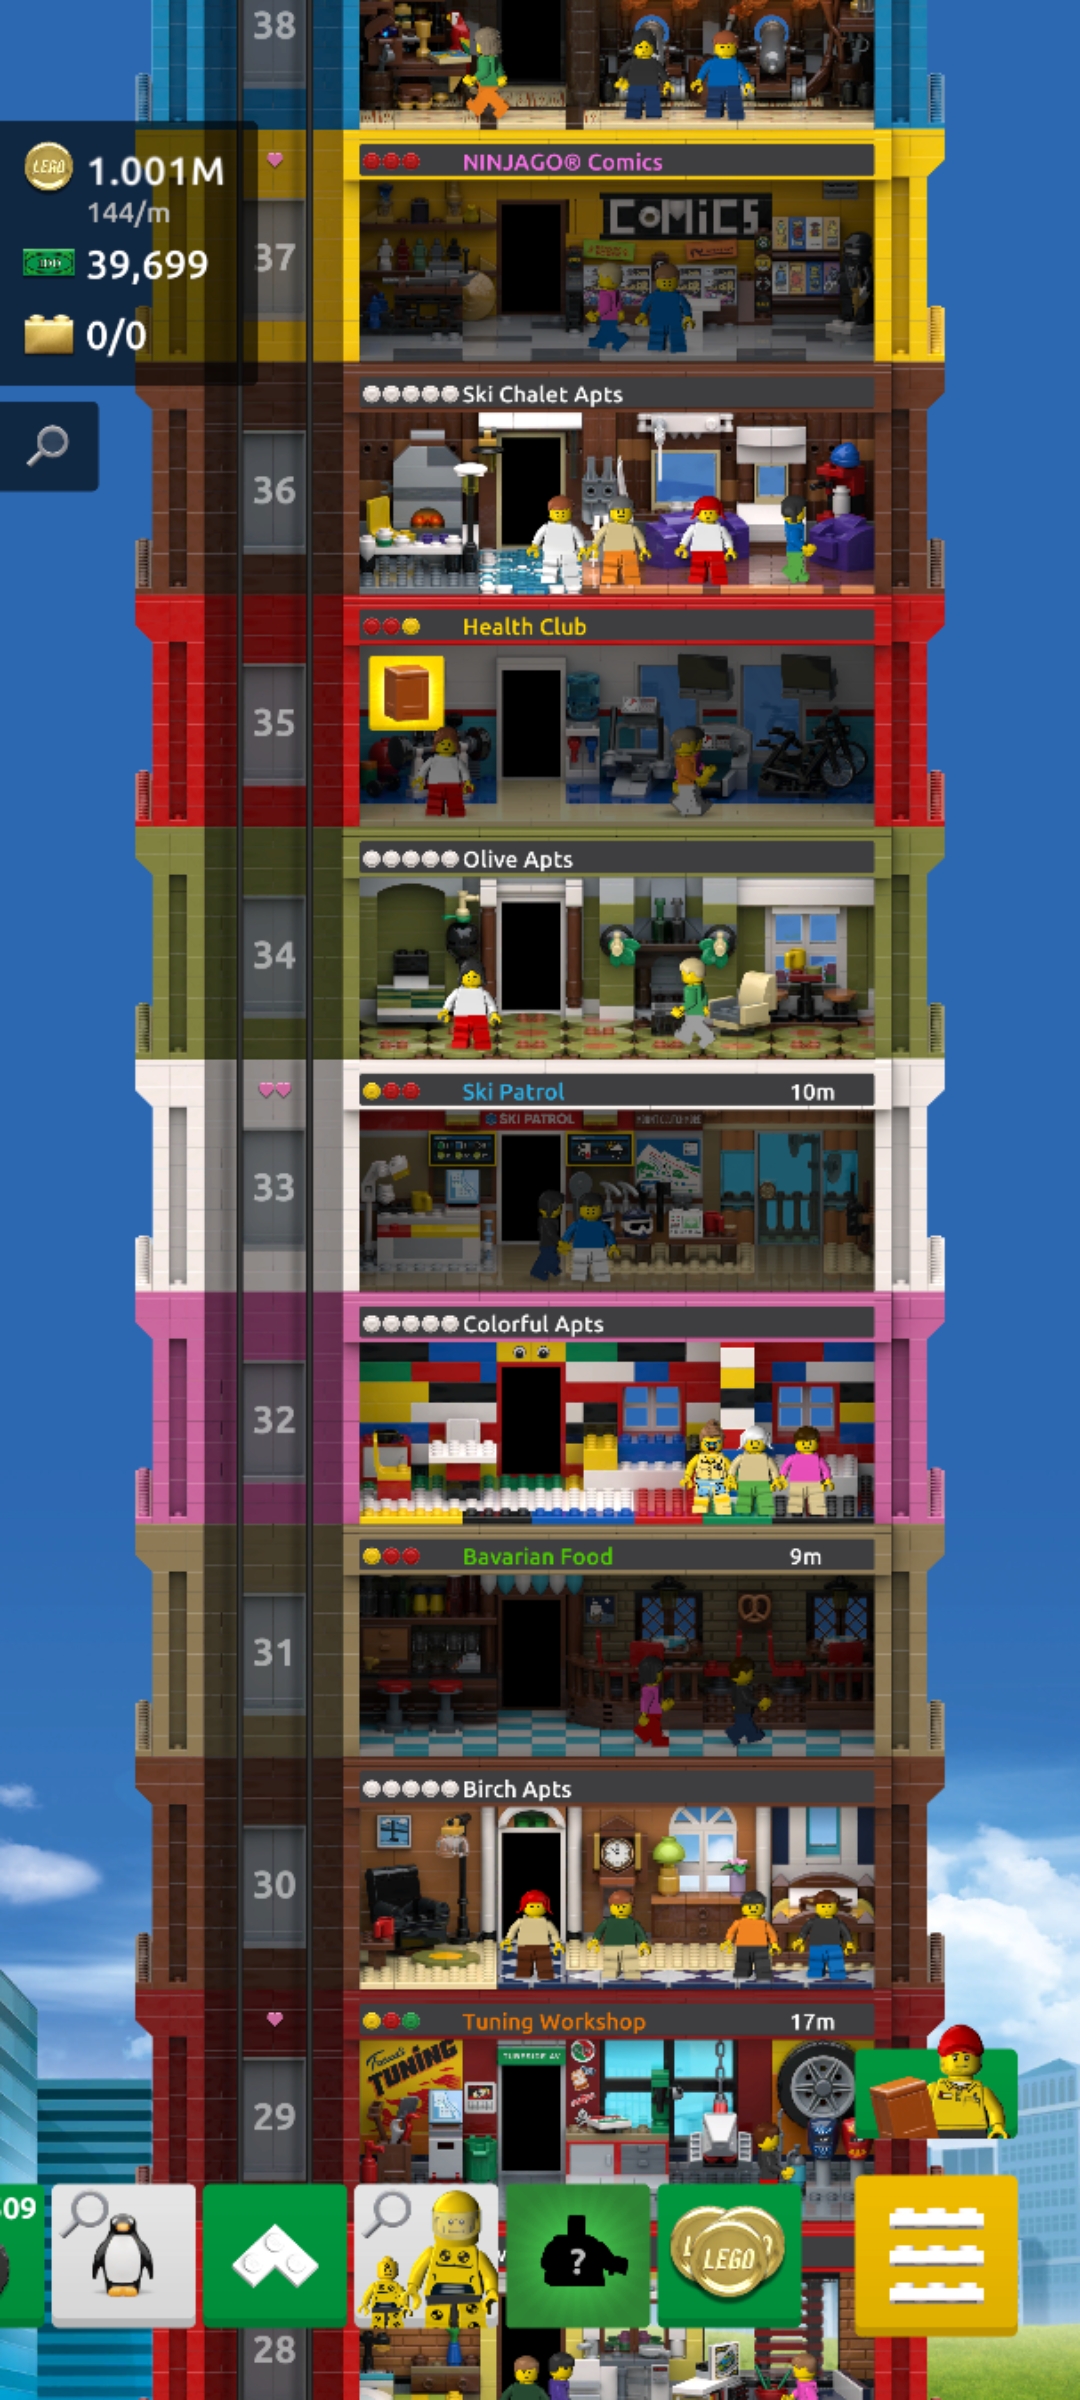 38
LEGO 1.001M
144/m
39,699
0/0
NINJAGO® Comics
COMiCS
37
Ski Chalet Apts
36
Health Club
35
Olive Apts
34
Ski Patrol 10m
SKI PATROL
33
Colorful Apts
32
Bavarian Food 9m
31
Birch Apts
30
Tuning Workshop 17m
TUNING
29
09
?
LEGO
28